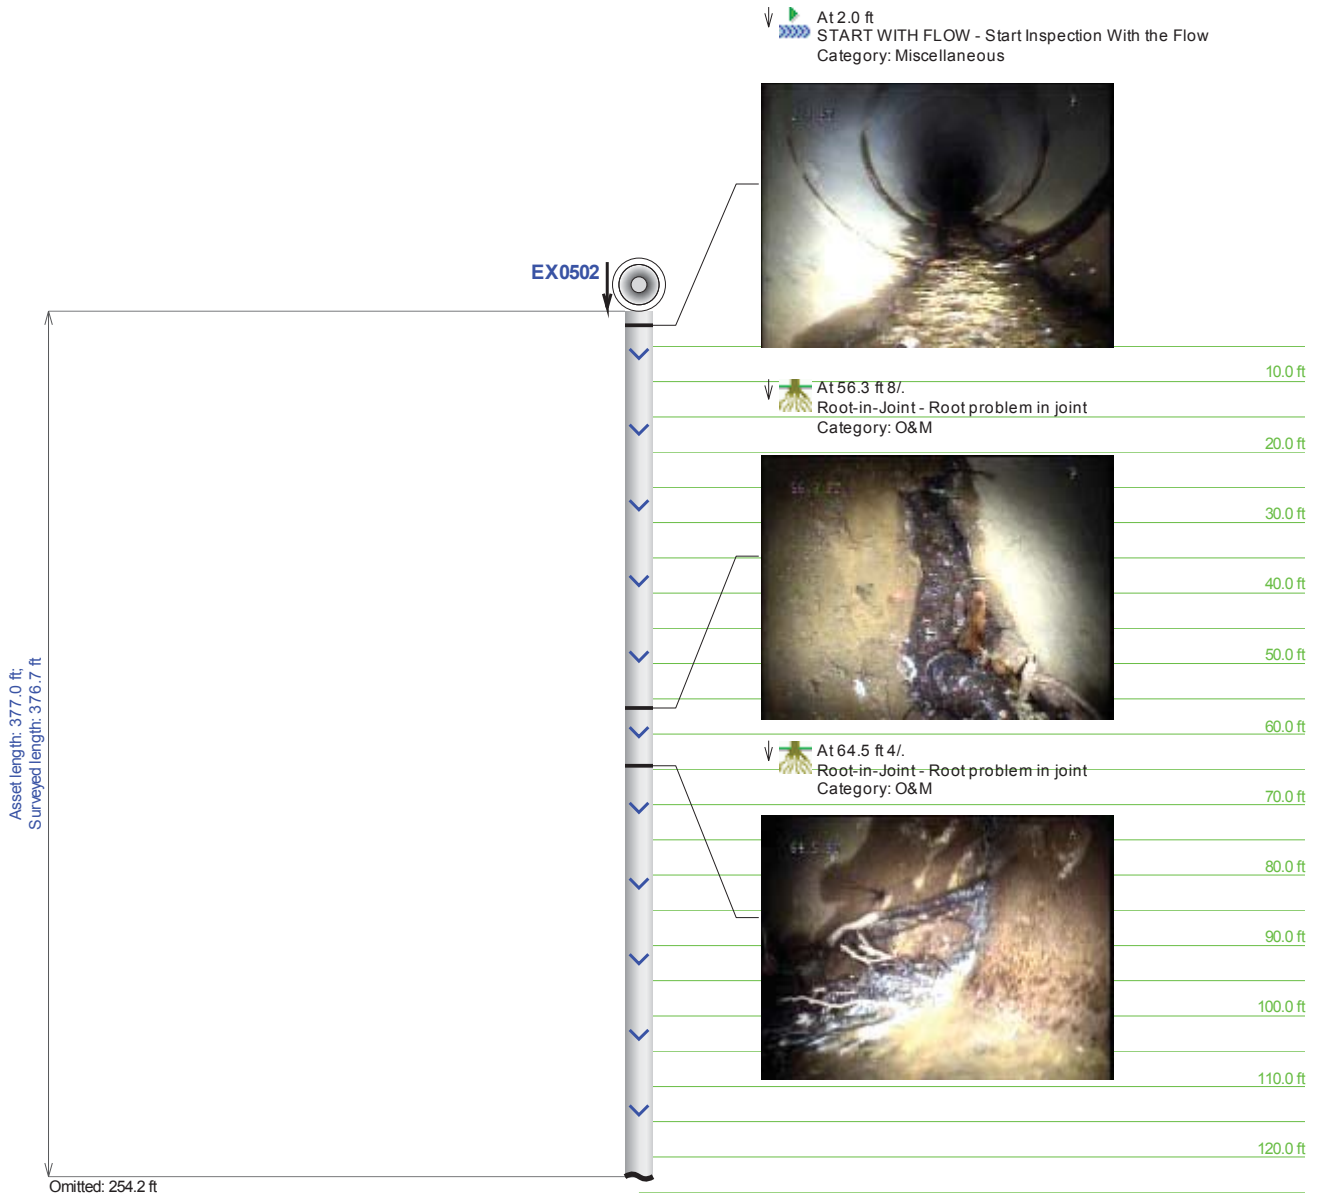 At 2.0 ft
START WITH FLOW - Start Inspection With the Flow
Category: Miscellaneous
EX0502
10.0 ft
At 56.3 ft 8/.
Root-in-Joint - Root problem in joint
Category: O&M
20.0 ft
30.0 ft
40.0 ft
50.0 ft
Asset length: 377.0 ft;
Surveyed length: 376.7 ft
60.0 ft
At 64.5 ft 4/.
Root-in-Joint - Root problem in joint
Category: O&M
70.0 ft
80.0 ft
90.0 ft
100.0 ft
110.0 ft
120.0 ft
Omitted: 254.2 ft